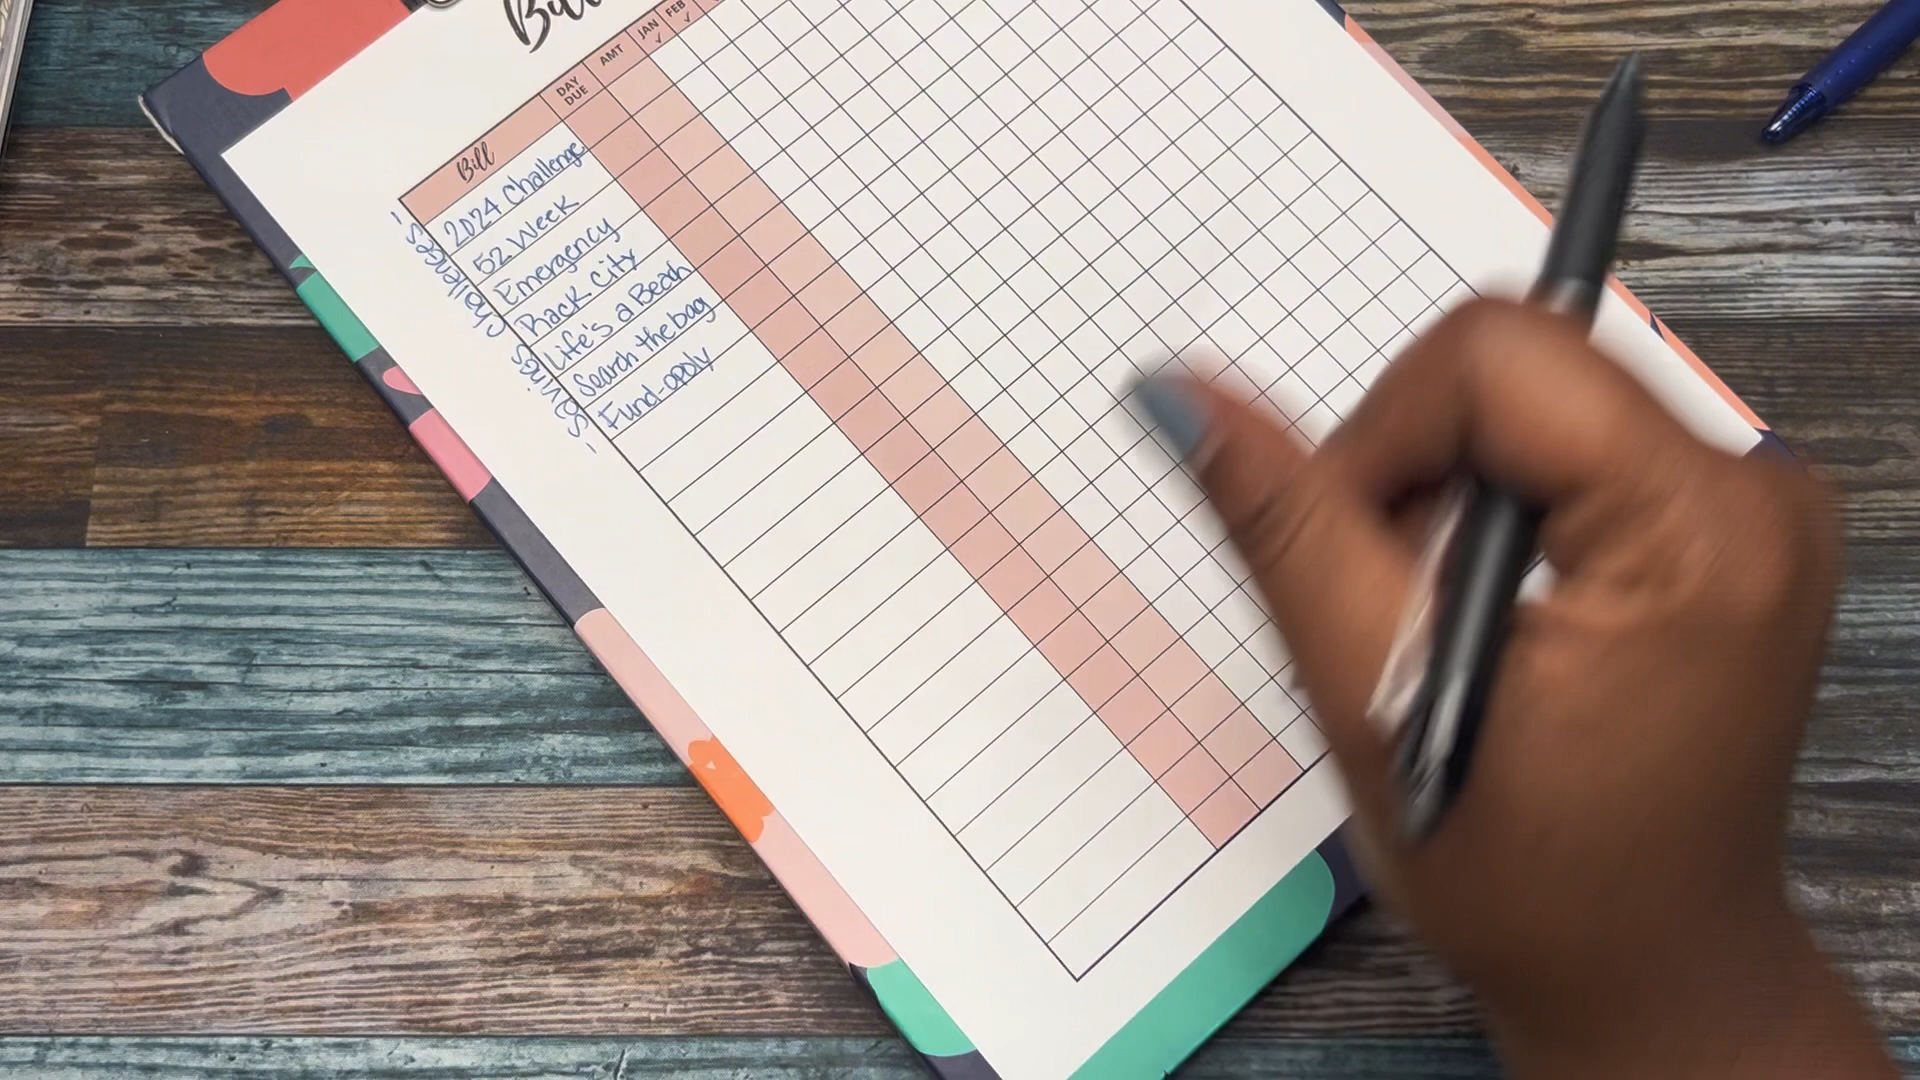 Bill
Bill
DAY DUE
AMT
JAN
FEB
2024 Challenge
52 Week
Emergency
Rack City
Life's a Beach
Search the bag
Fund-opoly
- Savings Challenges -